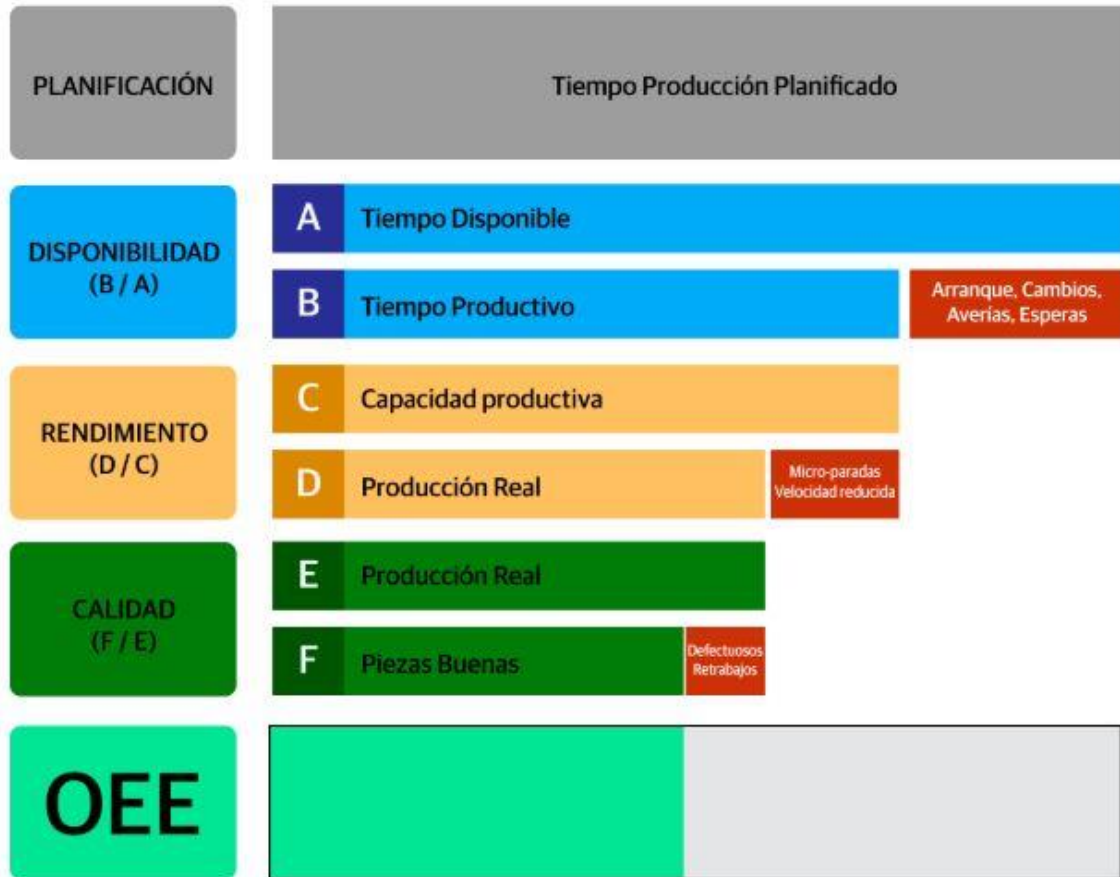 PLANIFICACIÓN
Tiempo Producción Planificado
DISPONIBILIDAD
(B / A)
A
Tiempo Disponible
B
Tiempo Productivo
Arranque, Cambios,
Averías, Esperas
RENDIMIENTO
(D / C)
C
Capacidad productiva
D
Producción Real
Micro-paradas
Velocidad reducida
CALIDAD
(F / E)
E
Producción Real
F
Piezas Buenas
Defectuosos
Retrabajos
OEE